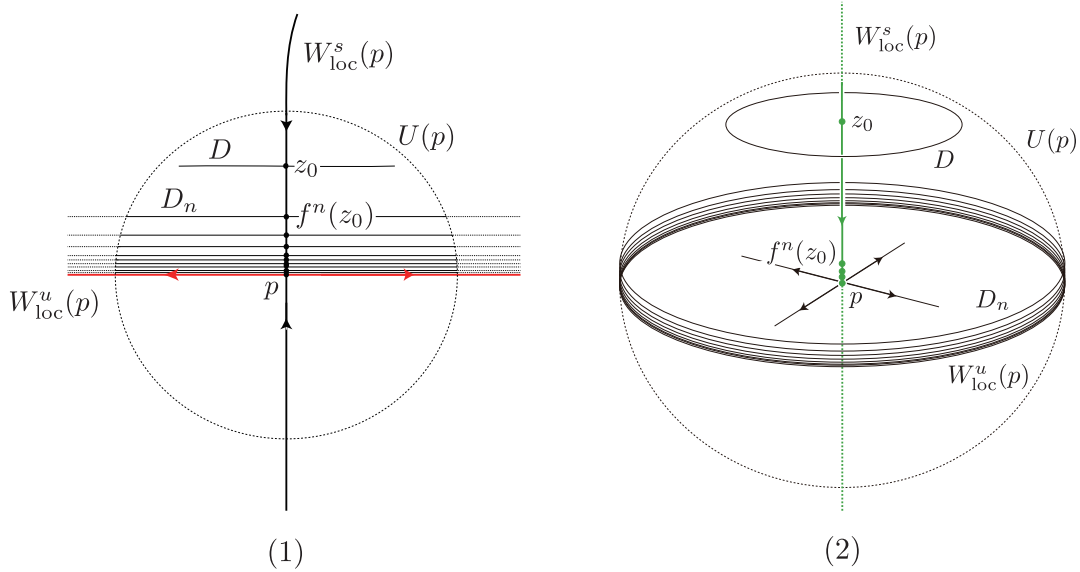 W^s_loc(p)
U(p)
D
z_0
D_n
f^n(z_0)
p
W^u_loc(p)
(1)
W^s_loc(p)
z_0
U(p)
D
f^n(z_0)
p
D_n
W^u_loc(p)
(2)